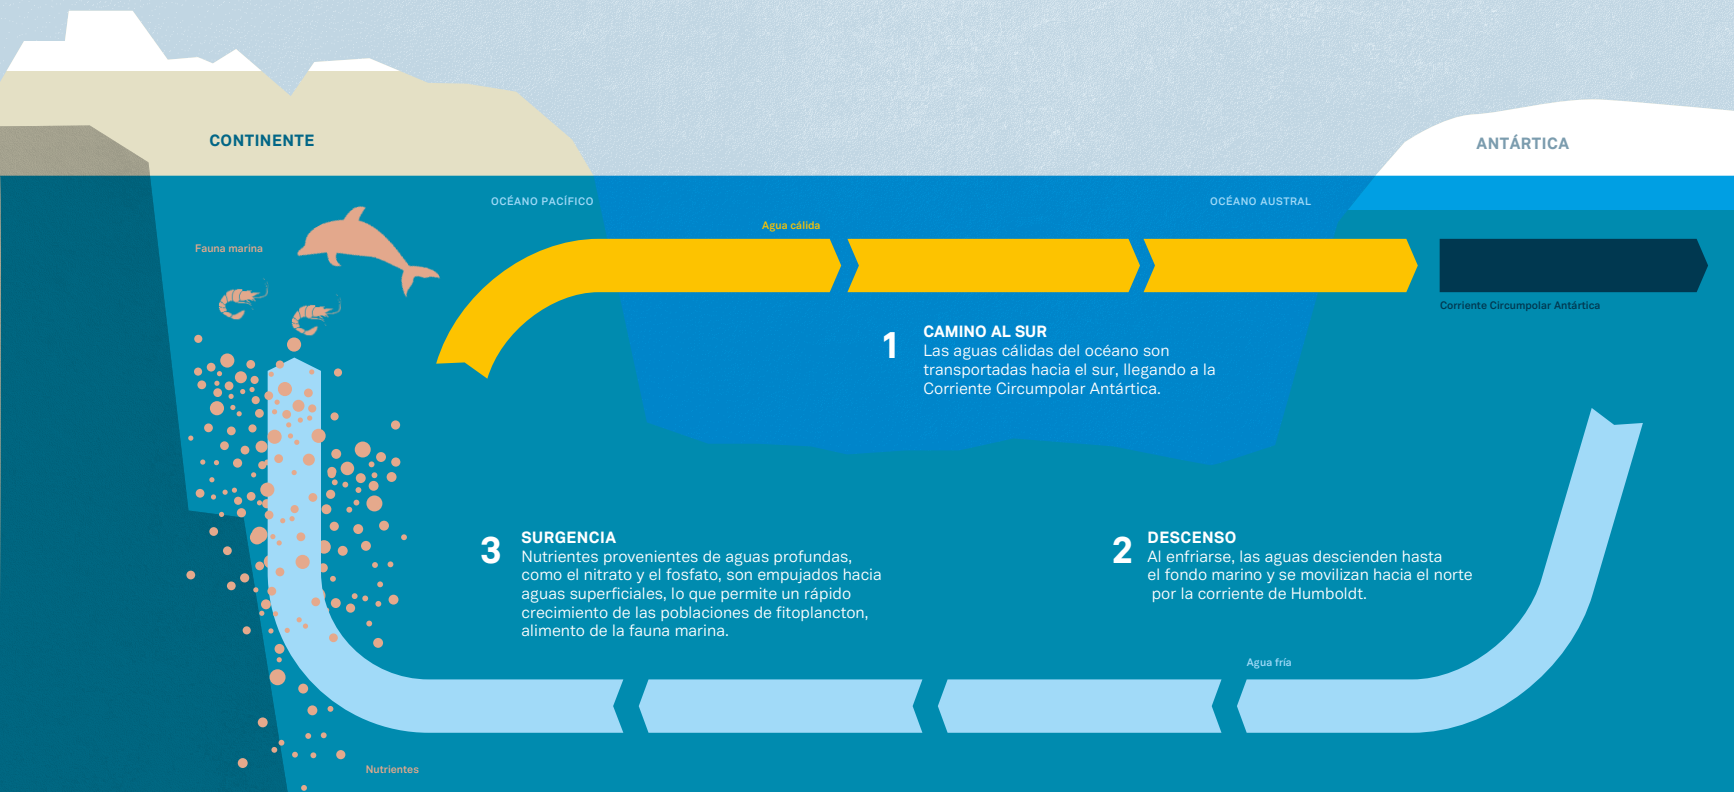 CONTINENTE
ANTÁRTICA
OCÉANO PACÍFICO
OCÉANO AUSTRAL
Agua cálida
Fauna marina
Corriente Circumpolar Antártica
1
CAMINO AL SUR
Las aguas cálidas del océano son
transportadas hacia el sur, llegando a la
Corriente Circumpolar Antártica.
3
SURGENCIA
Nutrientes provenientes de aguas profundas,
como el nitrato y el fosfato, son empujados hacia
aguas superficiales, lo que permite un rápido
crecimiento de las poblaciones de fitoplancton,
alimento de la fauna marina.
2
DESCENSO
Al enfriarse, las aguas descienden hasta
el fondo marino y se movilizan hacia el norte
por la corriente de Humboldt.
Agua fría
Nutrientes